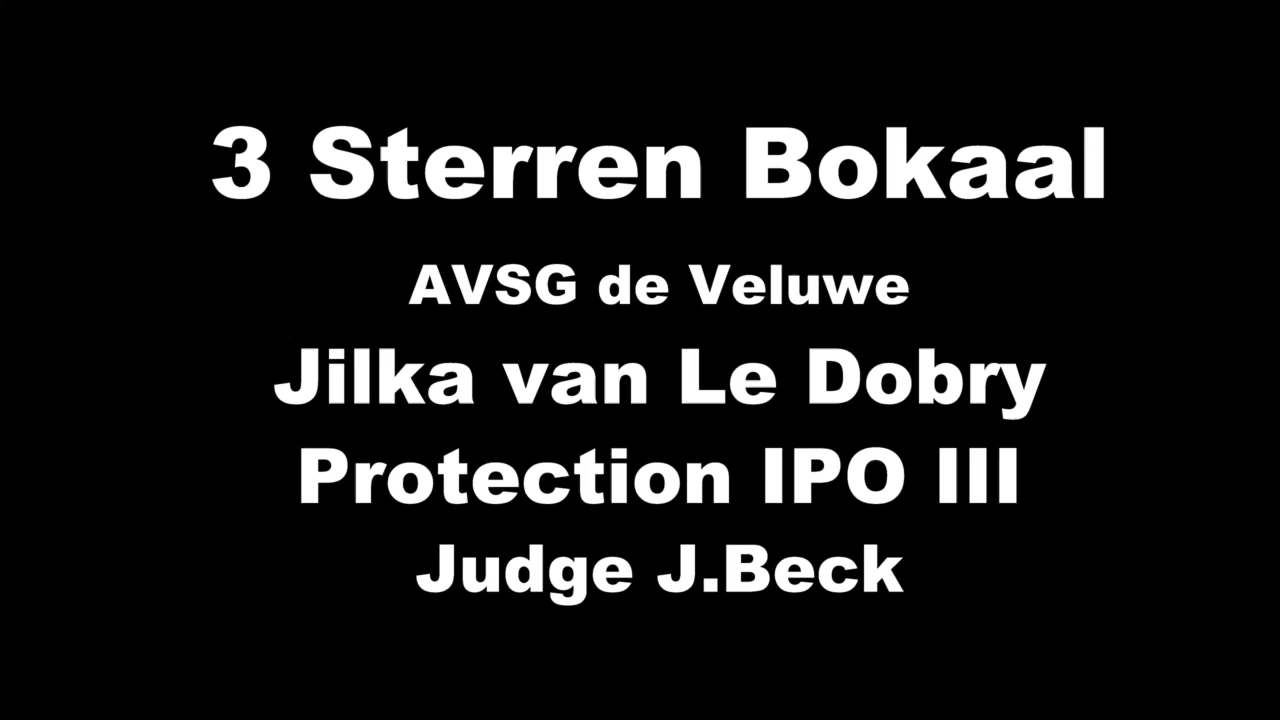 3 Sterren Bokaal
AVSG de Veluwe
Jilka van Le Dobry
Protection IPO III
Judge J.Beck